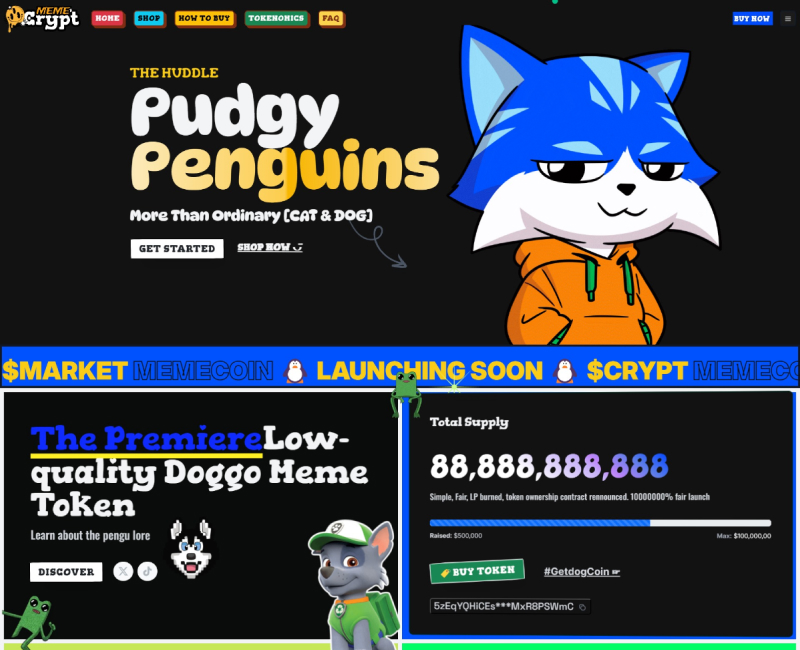 MEME
Crypt
HOME
SHOP
HOW TO BUY
TOKENOMICS
FAQ
BUY NOW
THE HUDDLE
Pudgy
Penguins
More Than Ordinary [CAT & DOG]
GET STARTED
SHOP NOW
$MARKET MEMECOIN LAUNCHING SOON $CRYPT MEMECO
The PremiereLow-
quality Doggo Meme
Token
Learn about the pengu lore
DISCOVER
Total Supply
88,888,888,888
Simple, Fair, LP burned, token ownership contract rennounced. 10000000% fair launch
Raised: $500,000
Max: $100,000,00
BUY TOKEN
#GetdogCoin
5zEqYQHiCEs***MxR8PSWmC